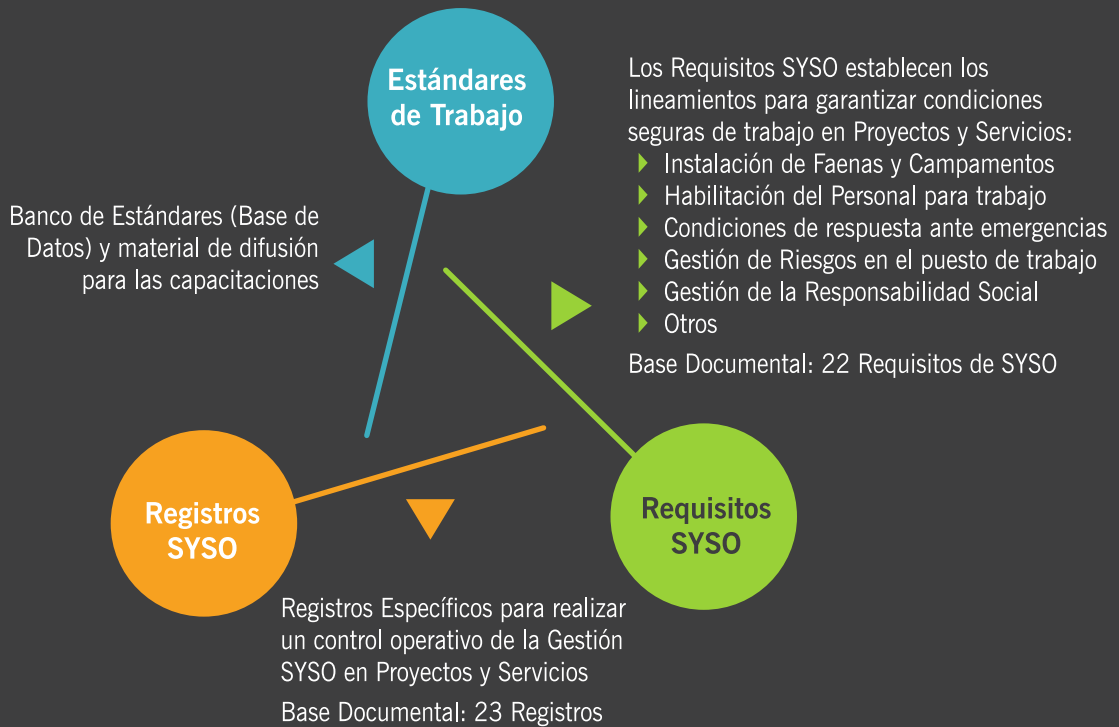 Estándares
de Trabajo
Los Requisitos SYSO establecen los
lineamientos para garantizar condiciones
seguras de trabajo en Proyectos y Servicios:
Instalación de Faenas y Campamentos
Habilitación del Personal para trabajo
Condiciones de respuesta ante emergencias
Gestión de Riesgos en el puesto de trabajo
Gestión de la Responsabilidad Social
Otros
Base Documental: 22 Requisitos de SYSO
Banco de Estándares (Base de
Datos) y material de difusión
para las capacitaciones
Registros
SYSO
Requisitos
SYSO
Registros Específicos para realizar
un control operativo de la Gestión
SYSO en Proyectos y Servicios
Base Documental: 23 Registros